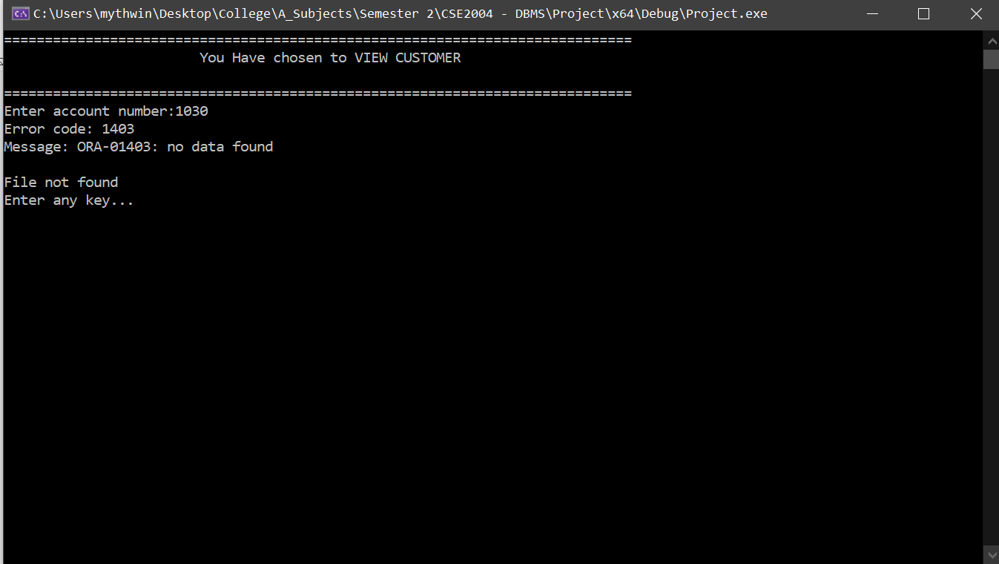 C:\Users\mythwin\Desktop\College\A_Subjects\Semester 2\CSE2004 - DBMS\Project\x64\Debug\Project.exe
=============================================================================
You Have chosen to VIEW CUSTOMER
=============================================================================
Enter account number:1030
Error code: 1403
Message: ORA-01403: no data found
File not found
Enter any key...